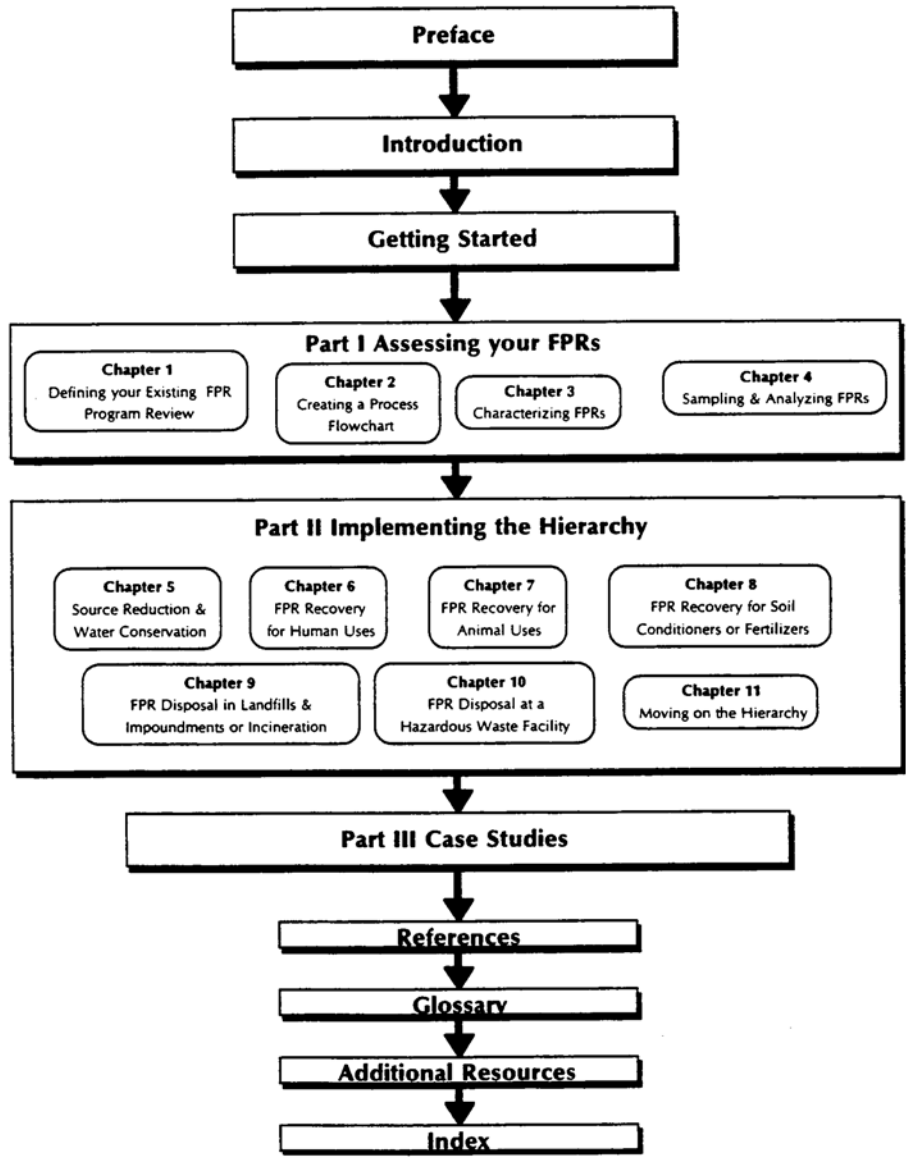 Preface
Introduction
Getting Started
Part I Assessing your FPRs
Chapter 1
Defining your Existing FPR
Program Review
Chapter 2
Creating a Process
Flowchart
Chapter 3
Characterizing FPRs
Chapter 4
Sampling & Analyzing FPRs
Part II Implementing the Hierarchy
Chapter 5
Source Reduction &
Water Conservation
Chapter 6
FPR Recovery
for Human Uses
Chapter 7
FPR Recovery for
Animal Uses
Chapter 8
FPR Recovery for Soil
Conditioners or Fertilizers
Chapter 9
FPR Disposal in Landfills &
Impoundments or Incineration
Chapter 10
FPR Disposal at a
Hazardous Waste Facility
Chapter 11
Moving on the Hierarchy
Part III Case Studies
References
Glossary
Additional Resources
Index